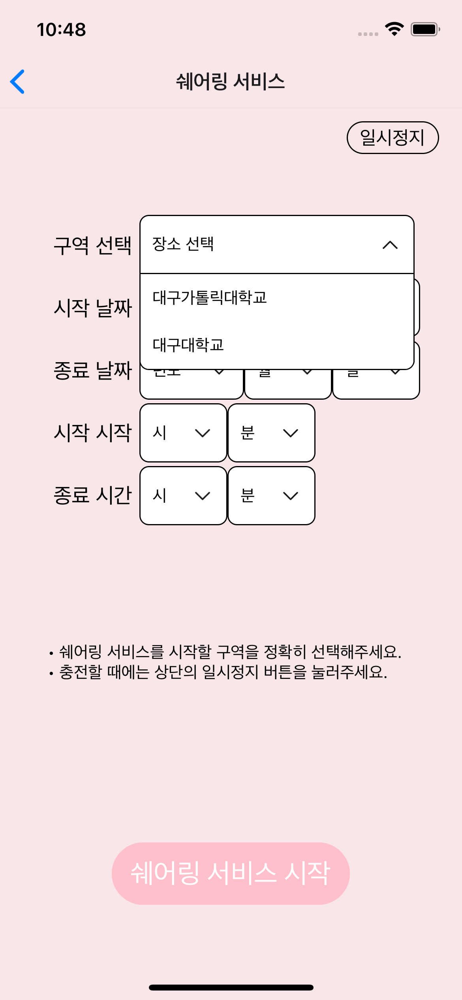 10:48
쉐어링 서비스
일시정지
구역 선택 장소 선택
대구가톨릭대학교
시작 날짜
대구대학교
종료 날짜
시작 시작 시 분
종료 시간 시 분
• 쉐어링 서비스를 시작할 구역을 정확히 선택해주세요.
• 충전할 때에는 상단의 일시정지 버튼을 눌러주세요.
쉐어링 서비스 시작